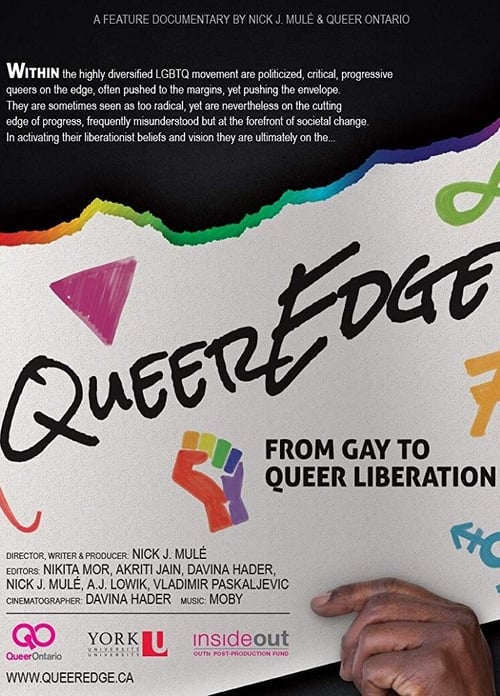 A FEATURE DOCUMENTARY BY NICK J. MULÉ & QUEER ONTARIO
WITHIN the highly diversified LGBTQ movement are politicized, critical, progressive
queers on the edge, often pushed to the margins, yet pushing the envelope.
They are sometimes seen as too radical, yet are nevertheless on the cutting
edge of progress, frequently misunderstood but at the forefront of societal change.
In activating their liberationist beliefs and vision they are ultimately on the...
QUEER EDGE
FROM GAY TO
QUEER LIBERATION
DIRECTOR, WRITER & PRODUCER: NICK J. MULÉ
EDITORS: NIKITA MOR, AKRITI JAIN, DAVINA HADER,
NICK J. MULÉ, A.J. LOWIK, VLADIMIR PASKALJEVIC
CINEMATOGRAPHER: DAVINA HADER MUSIC: MOBY
QO
QueerOntario
YORK U
UNIVERSITÉ
UNIVERSITY
insideout
OUTtv POST-PRODUCTION FUND
WWW.QUEEREDGE.CA